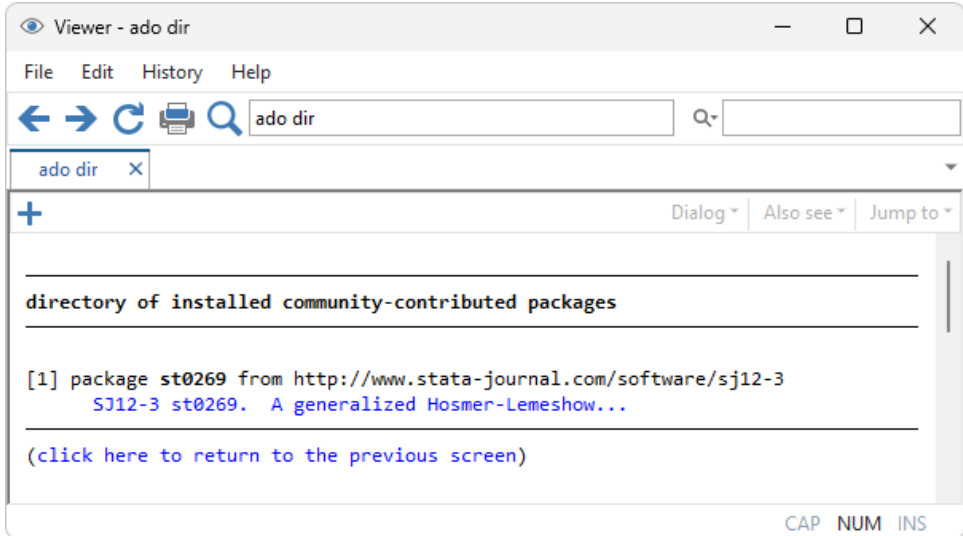 Viewer - ado dir
File Edit History Help
ado dir
ado dir
Dialog Also see Jump to
directory of installed community-contributed packages
[1] package st0269 from http://www.stata-journal.com/software/sj12-3
SJ12-3 st0269.  A generalized Hosmer-Lemeshow...
(click here to return to the previous screen)
CAP NUM INS